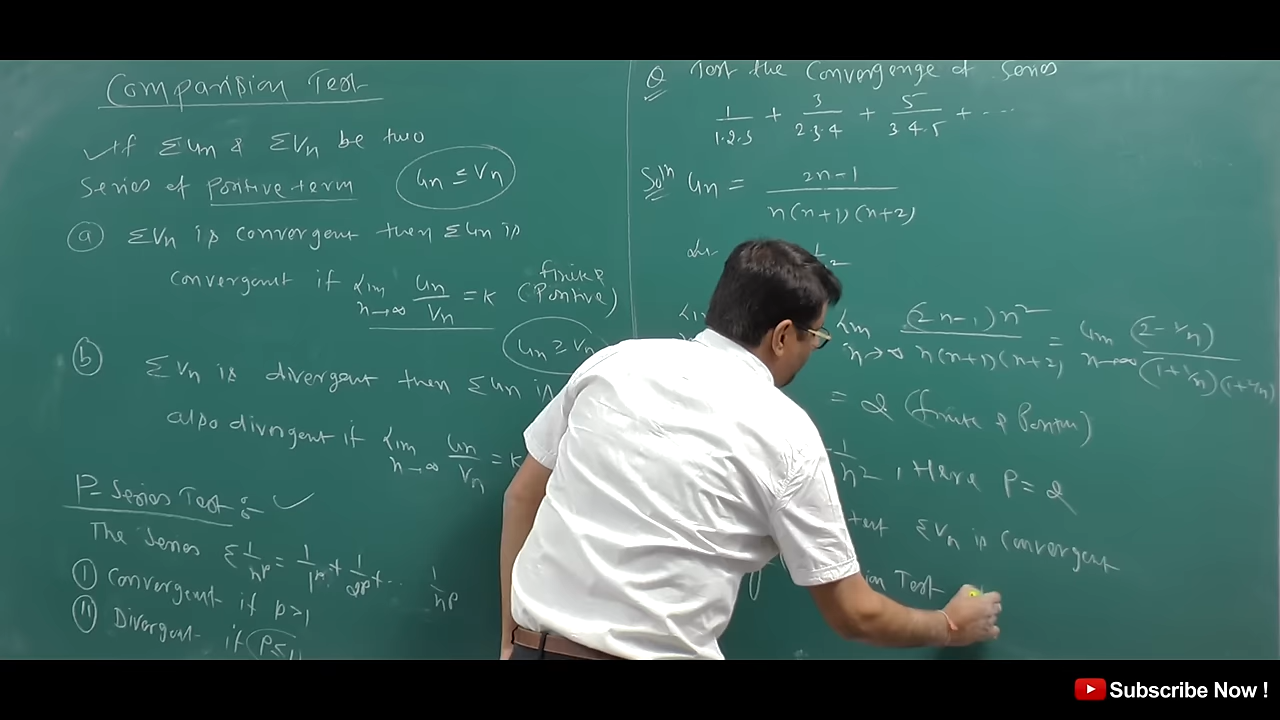 Comparision Test
✓ If ΣUn & ΣVn be two
Series of Positive term
Un ≤ Vn
(a) ΣVn is convergent then ΣUn is
convergent if Lim n→∞ Un/Vn = K (finite & Positive)
(b) Un ≥ Vn
ΣVn is divergent then ΣUn is
also divergent if Lim n→∞ Un/Vn = K
P-Series Test :- ✓
The Series Σ 1/n^p = 1/1^p + 1/2^p + ... 1/n^p
(I) Convergent if p>1
(II) Divergent if P≤1
Q Test the Convergence of Series
1/1.2.3 + 3/2.3.4 + 5/3.4.5 + ...
Soln Un = 2n-1/n(n+1)(n+2)
Lim n→∞ (2n-1)n²/n(n+1)(n+2) = Lim n→∞ (2-1/n)/(1+1/n)(1+2/n)
= 2 (finite & Positive)
1/n², Here P=2
test ΣVn is Convergent
Test
Subscribe Now !